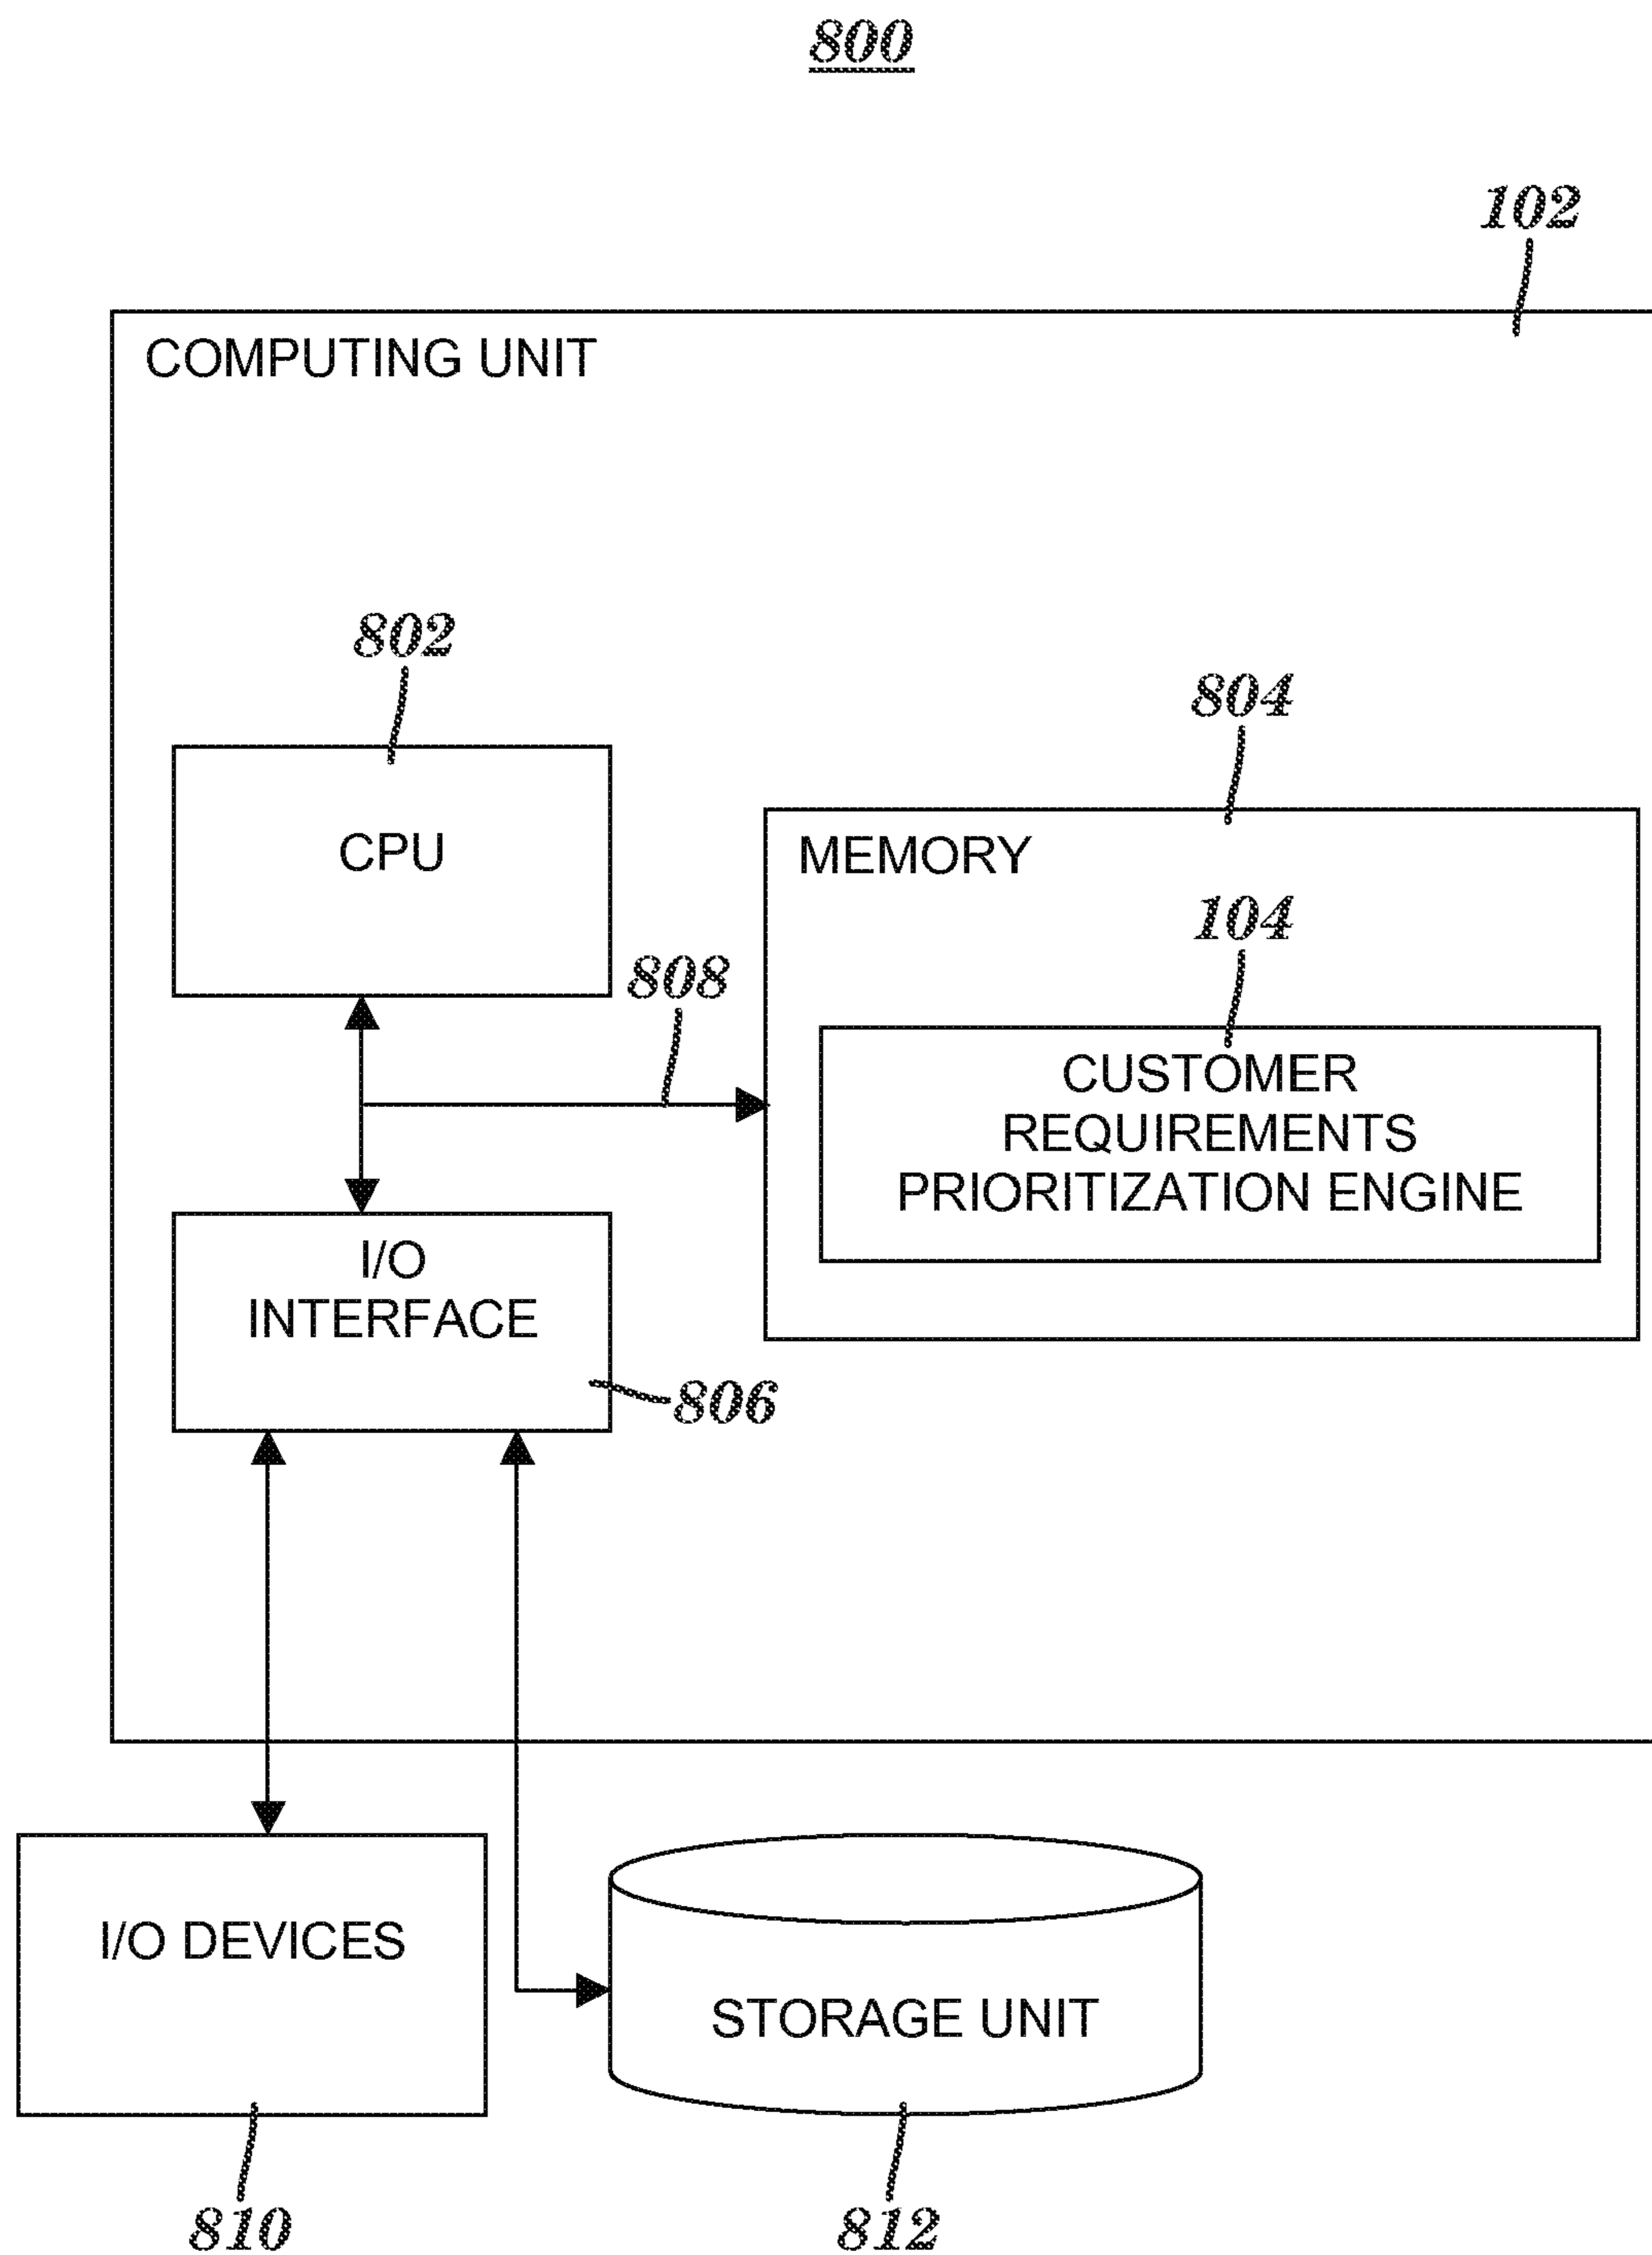 800
102
COMPUTING UNIT
802
804
CPU
MEMORY
104
808
CUSTOMER
REQUIREMENTS
PRIORITIZATION ENGINE
I/O
INTERFACE
806
I/O DEVICES
STORAGE UNIT
810
812